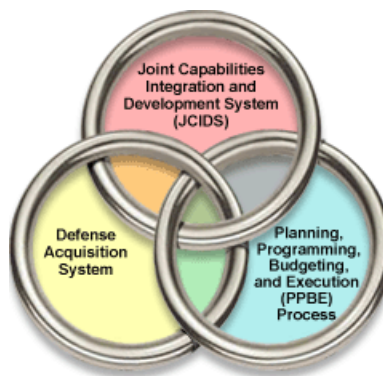 Joint Capabilities
Integration and
Development System
(JCIDS)
Defense
Acquisition
System
Planning,
Programming,
Budgeting,
and Execution
(PPBE)
Process